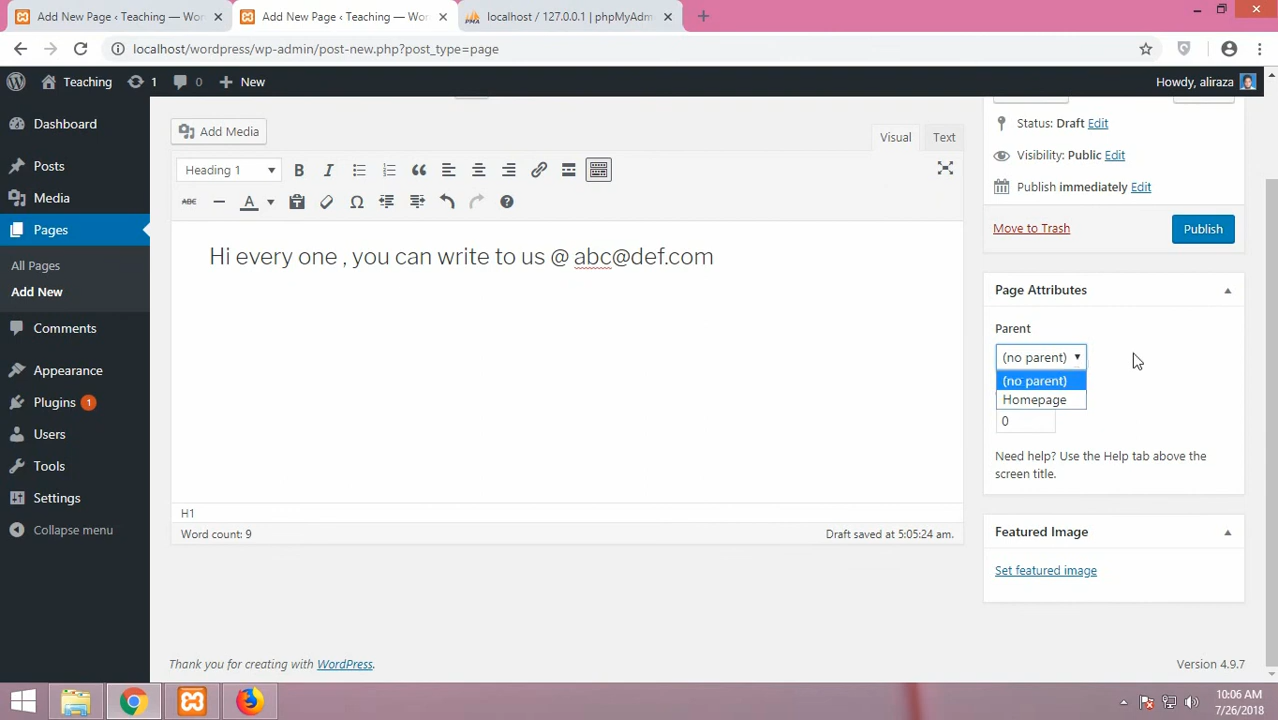 Add New Page ‹ Teaching — Wor
Add New Page ‹ Teaching — Wor
localhost / 127.0.0.1 | phpMyAdm
localhost/wordpress/wp-admin/post-new.php?post_type=page
Teaching 1 0 New Howdy, aliraza
Dashboard
Posts
Media
Pages
All Pages
Add New
Comments
Appearance
Plugins 1
Users
Tools
Settings
Collapse menu
Add Media
Visual Text
Heading 1
ABC
Hi every one , you can write to us @ abc@def.com
H1
Word count: 9 Draft saved at 5:05:24 am.
Status: Draft Edit
Visibility: Public Edit
Publish immediately Edit
Move to Trash Publish
Page Attributes
Parent
(no parent)
(no parent)
Homepage
0
Need help? Use the Help tab above the
screen title.
Featured Image
Set featured image
Thank you for creating with WordPress. Version 4.9.7
10:06 AM
7/26/2018